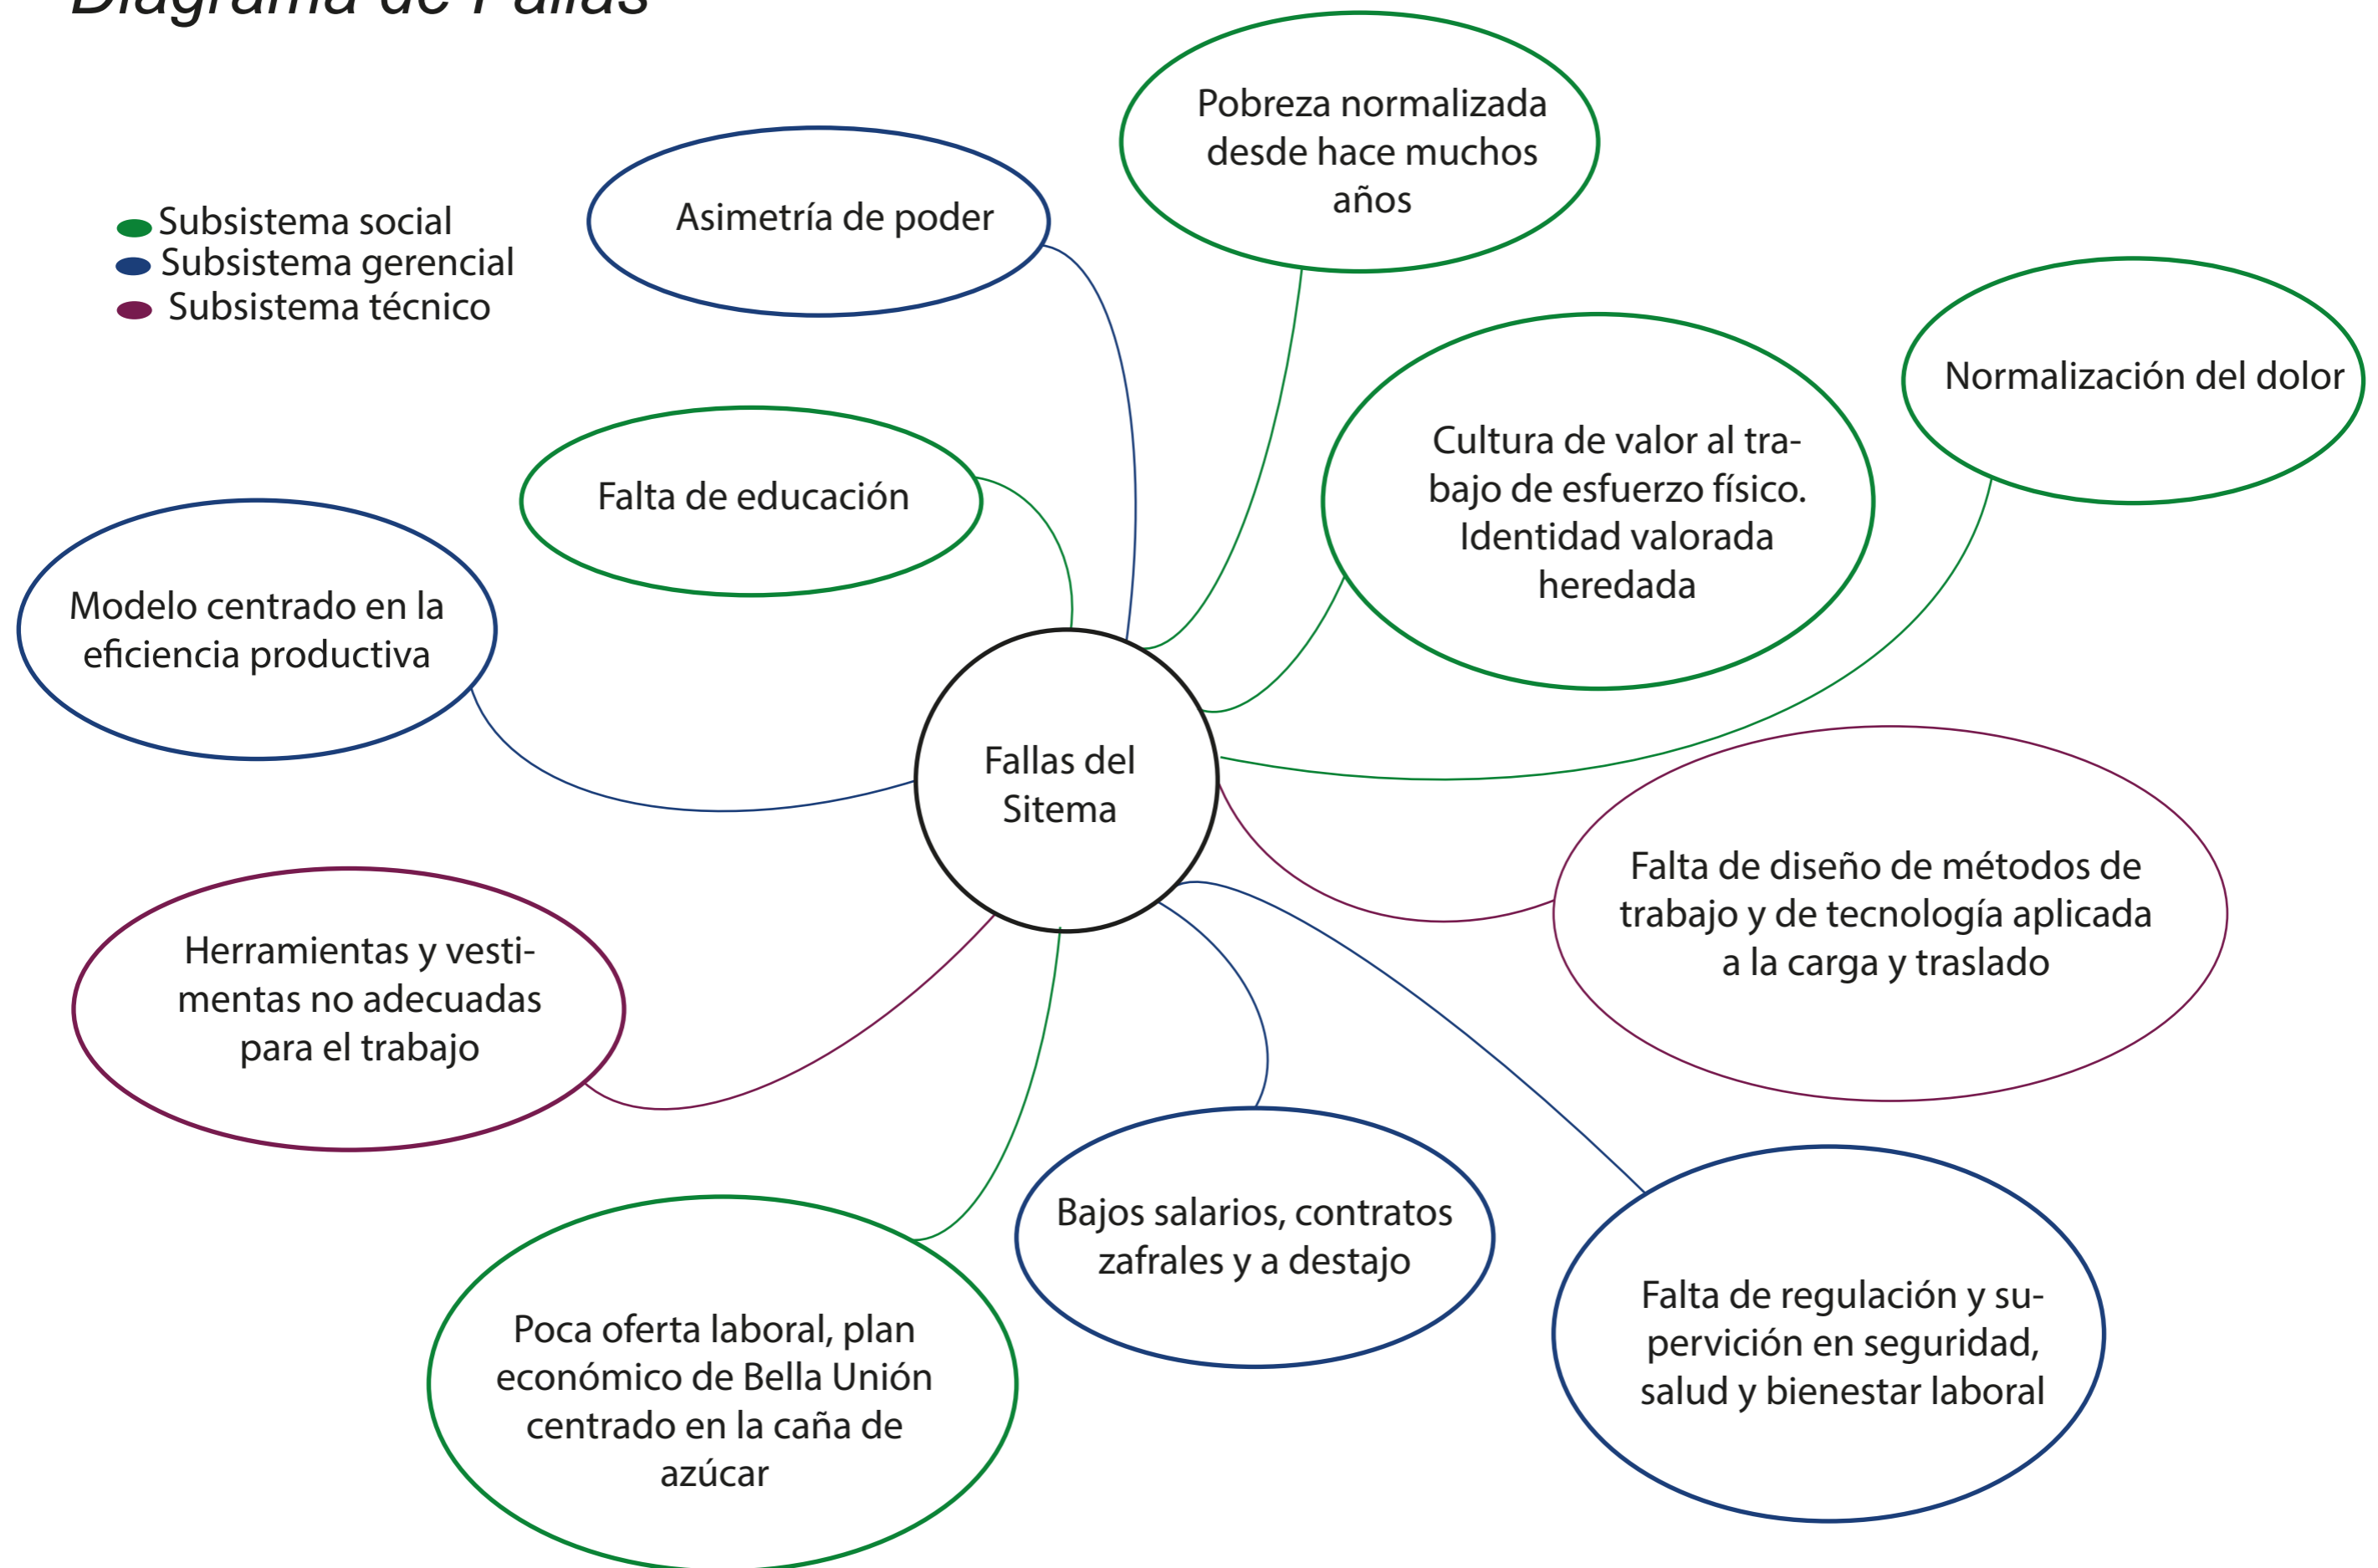 Diagrama de Fallas
Subsistema social
Subsistema gerencial
Subsistema técnico
Asimetría de poder
Pobreza normalizada
desde hace muchos
años
Normalización del dolor
Cultura de valor al tra-
bajo de esfuerzo físico.
Identidad valorada
heredada
Falta de educación
Modelo centrado en la
eficiencia productiva
Fallas del
Sitema
Falta de diseño de métodos de
trabajo y de tecnología aplicada
a la carga y traslado
Herramientas y vesti-
mentas no adecuadas
para el trabajo
Bajos salarios, contratos
zafrales y a destajo
Falta de regulación y su-
pervición en seguridad,
salud y bienestar laboral
Poca oferta laboral, plan
económico de Bella Unión
centrado en la caña de
azúcar